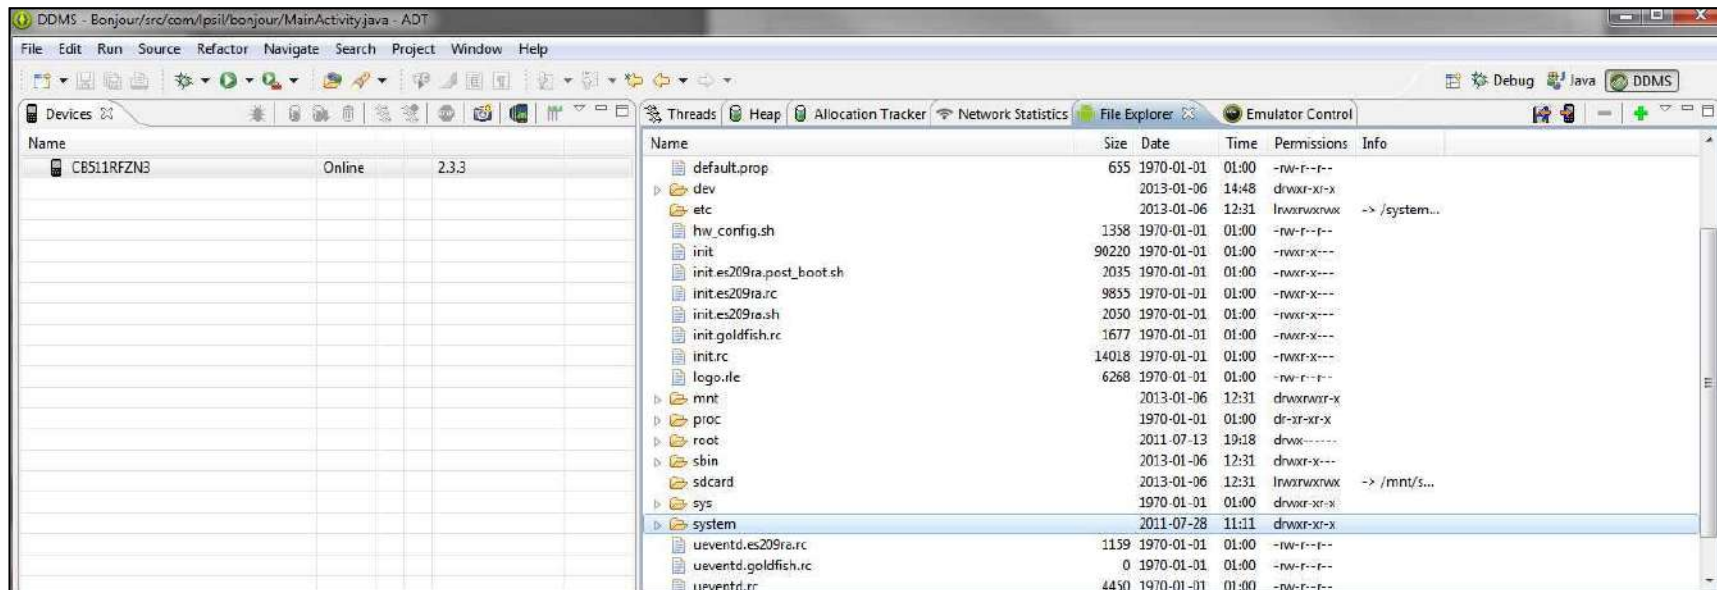 DDMS - Bonjour/src/com/lpsil/bonjour/MainActivity.java - ADT
File Edit Run Source Refactor Navigate Search Project Window Help
Debug Java DDMS
Devices
Threads Heap Allocation Tracker Network Statistics File Explorer Emulator Control
Name
Name Size Date Time Permissions Info
CB511RFZN3 Online 2.3.3
default.prop 655 1970-01-01 01:00 -rw-r--r--
dev 2013-01-06 14:48 drwxr-xr-x
etc 2013-01-06 12:31 lrwxrwxrwx -> /system...
hw_config.sh 1358 1970-01-01 01:00 -rw-r--r--
init 90220 1970-01-01 01:00 -rwxr-x---
init.es209ra.post_boot.sh 2035 1970-01-01 01:00 -rwxr-x---
init.es209ra.rc 9855 1970-01-01 01:00 -rwxr-x---
init.es209ra.sh 2050 1970-01-01 01:00 -rwxr-x---
init.goldfish.rc 1677 1970-01-01 01:00 -rwxr-x---
init.rc 14018 1970-01-01 01:00 -rwxr-x---
logo.rle 6268 1970-01-01 01:00 -rw-r--r--
mnt 2013-01-06 12:31 drwxrwxr-x
proc 1970-01-01 01:00 dr-xr-xr-x
root 2011-07-13 19:18 drwx------
sbin 2013-01-06 12:31 drwxr-x---
sdcard 2013-01-06 12:31 lrwxrwxrwx -> /mnt/s...
sys 1970-01-01 01:00 drwxr-xr-x
system 2011-07-28 11:11 drwxr-xr-x
ueventd.es209ra.rc 1159 1970-01-01 01:00 -rw-r--r--
ueventd.goldfish.rc 0 1970-01-01 01:00 -rw-r--r--
ueventd.rc 4450 1970-01-01 01:00 -rw-r--r--